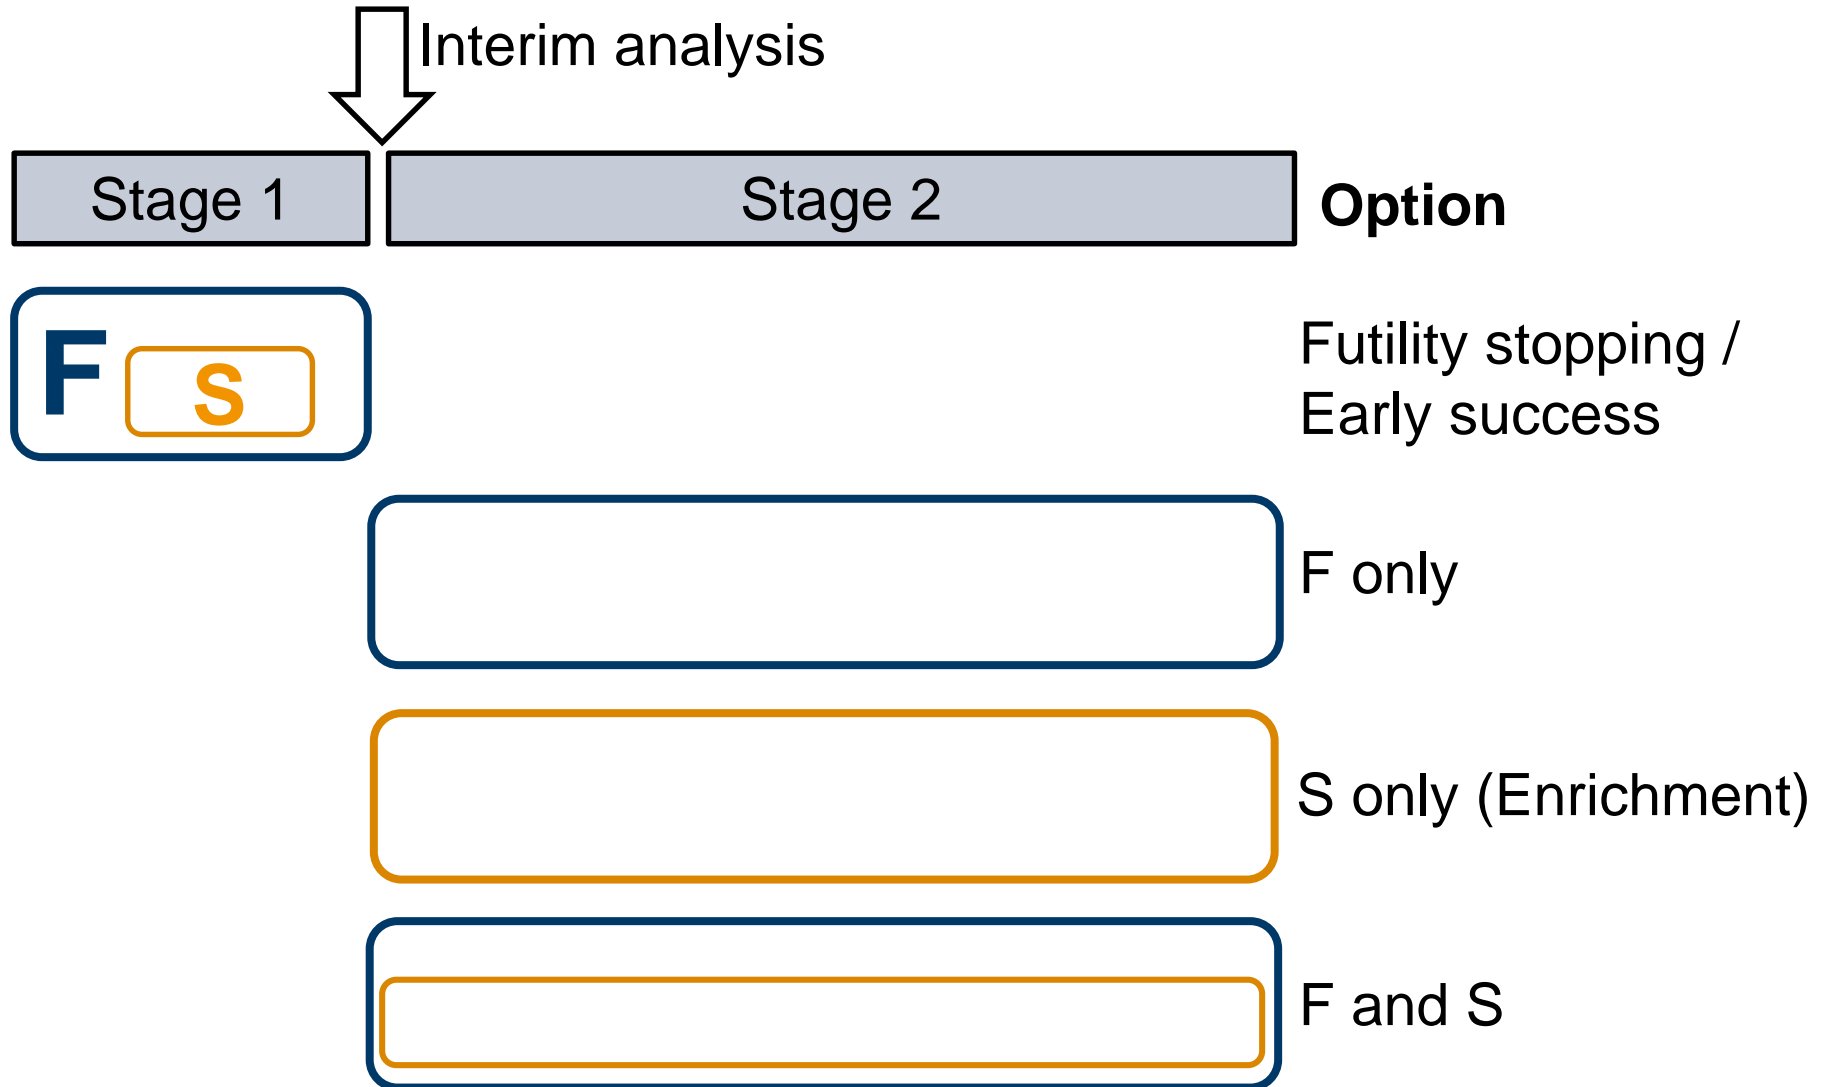 Interim analysis
Stage 1
Stage 2
Option
F
S
Futility stopping /
Early success
F only
S only (Enrichment)
F and S